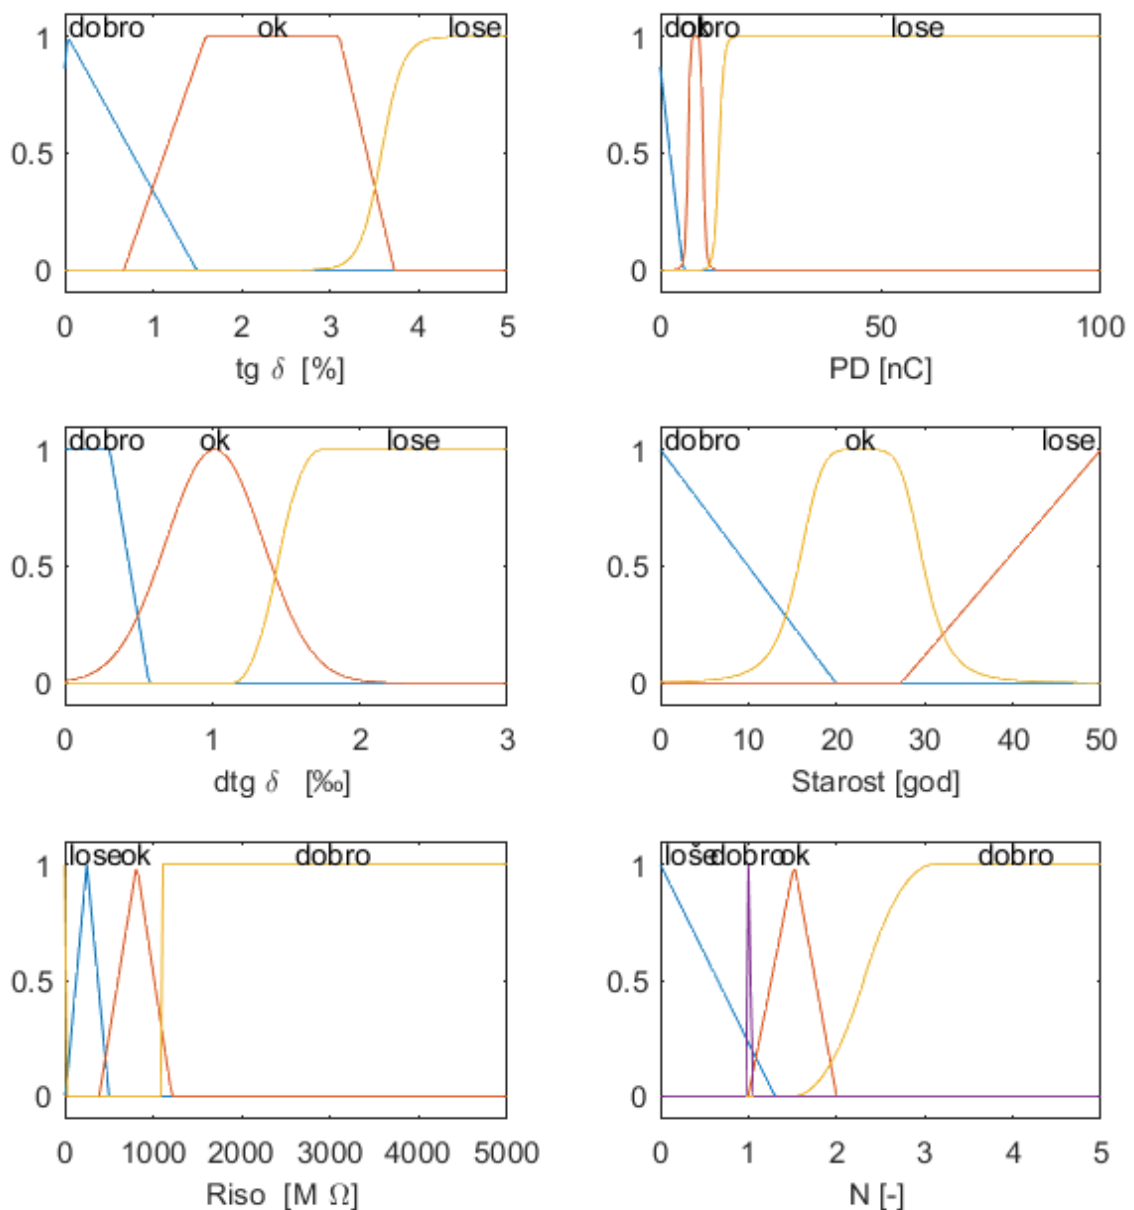 dobro ok lose
1
0.5
0
0 1 2 3 4 5
tg δ [%]
dobro ok lose
1
0.5
0
0 50 100
PD [nC]
dobro ok lose
1
0.5
0
0 1 2 3
dtg δ [‰]
dobro ok lose
1
0.5
0
0 10 20 30 40 50
Starost [god]
lose ok dobro
1
0.5
0
0 1000 2000 3000 4000 5000
Riso [M Ω]
loše dobro ok dobro
1
0.5
0
0 1 2 3 4 5
N [-]